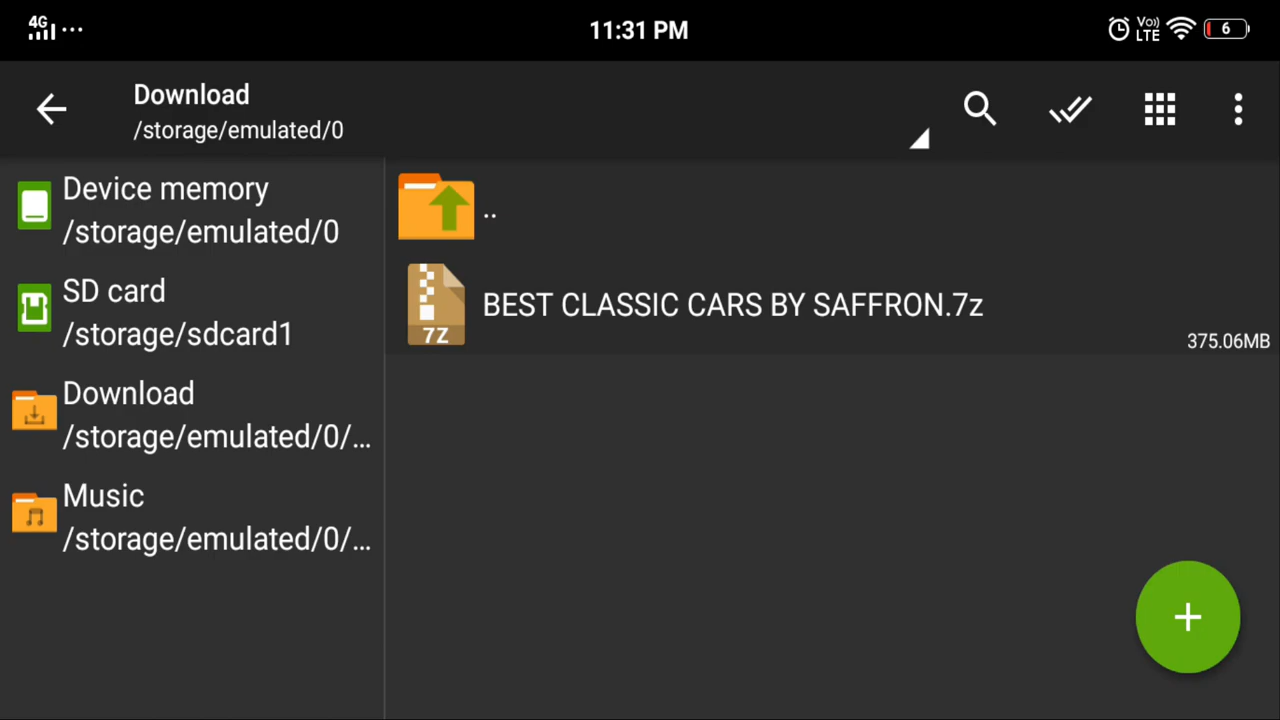 4G
11:31 PM
Vo)
LTE
6
Download
/storage/emulated/0
Device memory
/storage/emulated/0
SD card
/storage/sdcard1
Download
/storage/emulated/0/...
Music
/storage/emulated/0/...
..
7Z
BEST CLASSIC CARS BY SAFFRON.7z
375.06MB